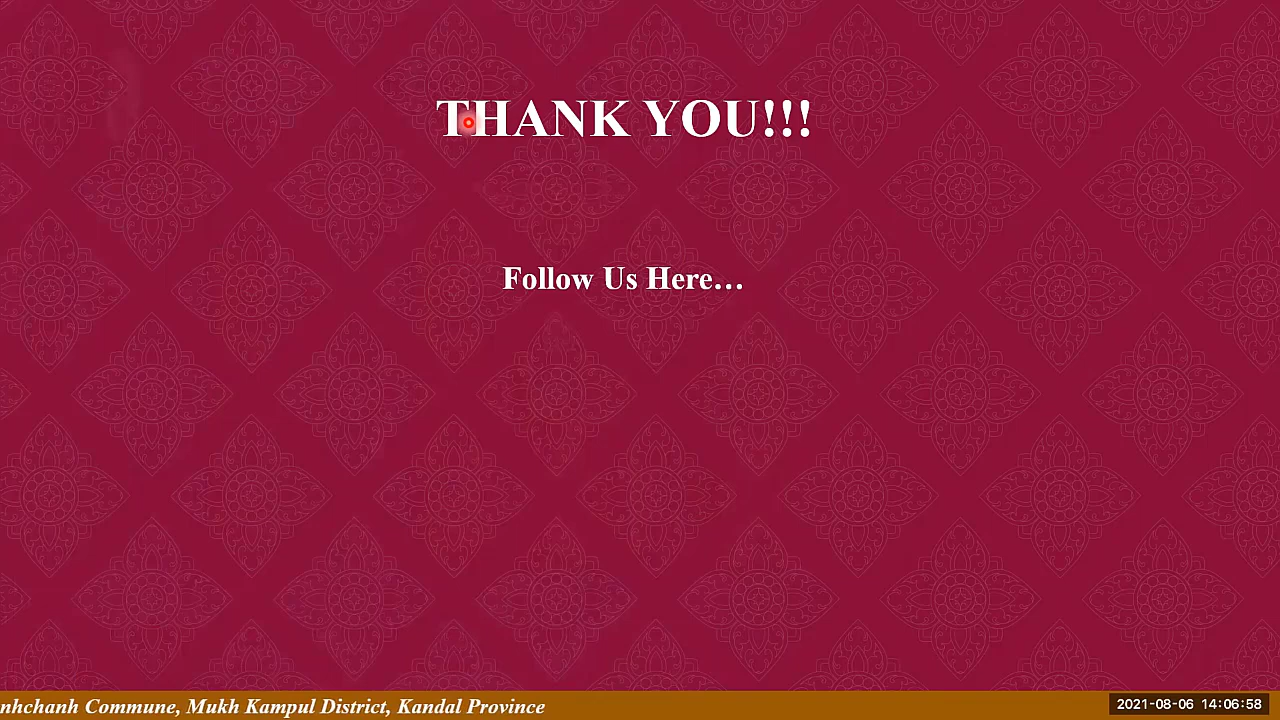 THANK YOU!!!
Follow Us Here...
nhchanh Commune, Mukh Kampul District, Kandal Province
2021-08-06 14:06:58